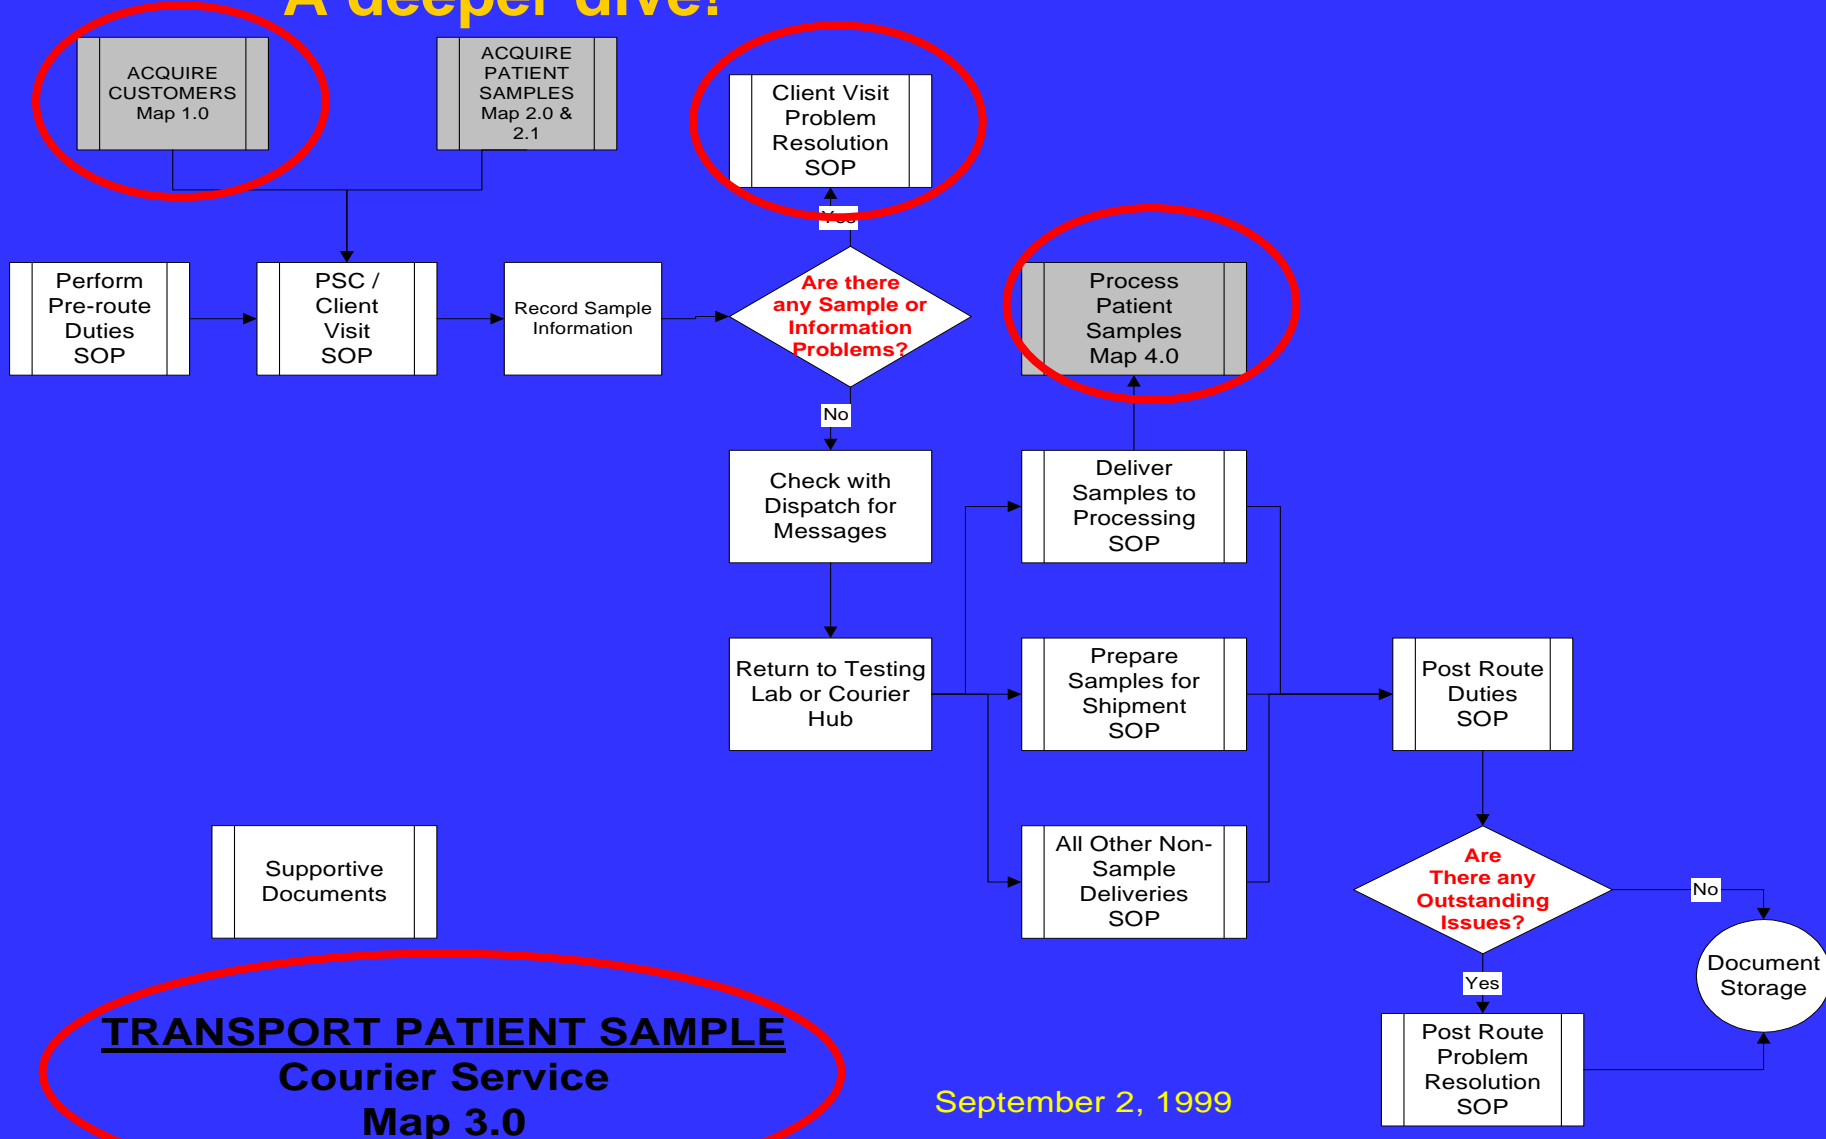 A deeper dive!
ACQUIRE
CUSTOMERS
Map 1.0
ACQUIRE
PATIENT
SAMPLES
Map 2.0 &
2.1
Client Visit
Problem
Resolution
SOP
Yes
Perform
Pre-route
Duties
SOP
PSC /
Client
Visit
SOP
Record Sample
Information
Are there
any Sample or
Information
Problems?
Process
Patient
Samples
Map 4.0
No
Check with
Dispatch for
Messages
Deliver
Samples to
Processing
SOP
Return to Testing
Lab or Courier
Hub
Prepare
Samples for
Shipment
SOP
Post Route
Duties
SOP
Supportive
Documents
All Other Non-
Sample
Deliveries
SOP
Are
There any
Outstanding
Issues?
No
Document
Storage
Yes
Post Route
Problem
Resolution
SOP
TRANSPORT PATIENT SAMPLE
Courier Service
Map 3.0
September 2, 1999